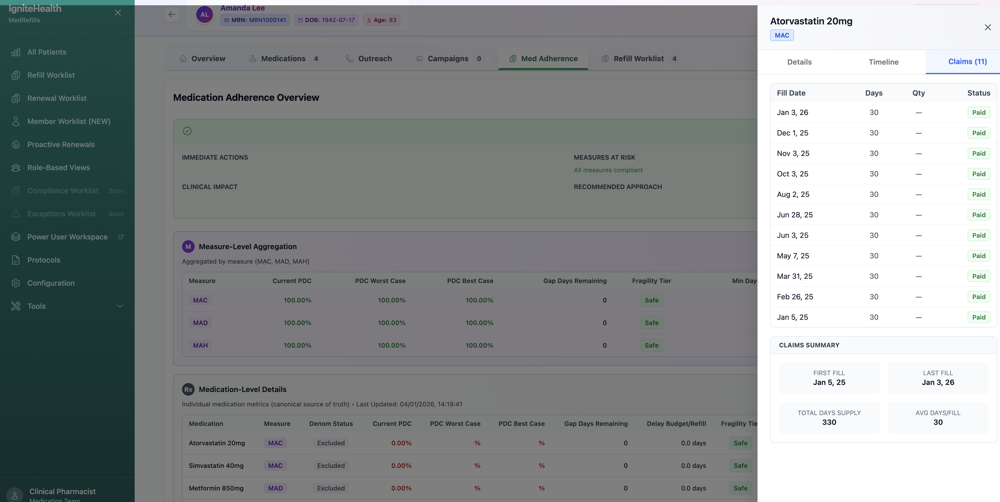 IgniteHealth
MedRefills
All Patients
Refill Worklist
Renewal Worklist
Member Worklist (NEW)
Proactive Renewals
Role-Based Views
Compliance Worklist Soon
Exceptions Worklist Soon
Power User Workspace
Protocols
Configuration
Tools
Clinical Pharmacist
Medication Team
AL
Amanda Lee
MRN: MRN1000141 DOB: 1942-07-17 Age: 83
Overview Medications 4 Outreach Campaigns 0 Med Adherence Refill Worklist 4
Medication Adherence Overview
IMMEDIATE ACTIONS MEASURES AT RISK
All measures compliant
CLINICAL IMPACT RECOMMENDED APPROACH
M Measure-Level Aggregation
Aggregated by measure (MAC, MAD, MAH)
Measure Current PDC PDC Worst Case PDC Best Case Gap Days Remaining Fragility Tier Min Days
MAC 100.00% 100.00% 100.00% 0 Safe
MAD 100.00% 100.00% 100.00% 0 Safe
MAH 100.00% 100.00% 100.00% 0 Safe
Rx Medication-Level Details
Individual medication metrics (canonical source of truth) • Last Updated: 04/01/2026, 14:19:41
Medication Measure Denom Status Current PDC PDC Worst Case PDC Best Case Gap Days Remaining Delay Budget/Refill Fragility Tie
Atorvastatin 20mg MAC Excluded 0.00% % % 0 0.0 days Safe
Simvastatin 40mg MAC Excluded 0.00% % % 0 0.0 days Safe
Metformin 850mg MAD Excluded 0.00% % % 0 0.0 days Safe
Atorvastatin 20mg
MAC
Details Timeline Claims (11)
Fill Date Days Qty Status
Jan 3, 26 30 — Paid
Dec 1, 25 30 — Paid
Nov 3, 25 30 — Paid
Oct 3, 25 30 — Paid
Aug 2, 25 30 — Paid
Jun 28, 25 30 — Paid
Jun 3, 25 30 — Paid
May 7, 25 30 — Paid
Mar 31, 25 30 — Paid
Feb 26, 25 30 — Paid
Jan 5, 25 30 — Paid
CLAIMS SUMMARY
FIRST FILL LAST FILL
Jan 5, 25 Jan 3, 26
TOTAL DAYS SUPPLY AVG DAYS/FILL
330 30